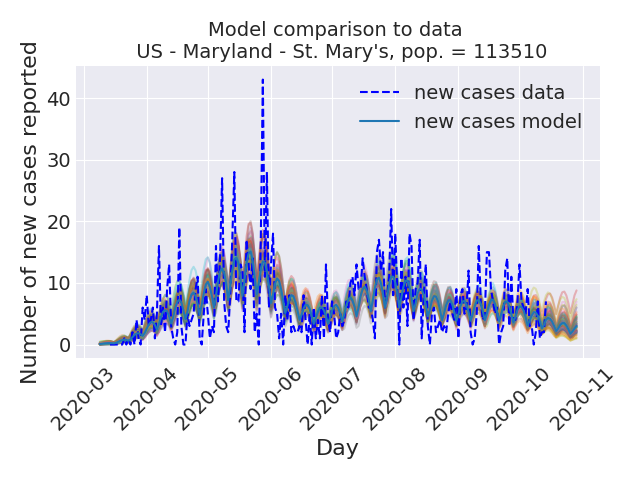 Model comparison to data
US - Maryland - St. Mary's, pop. = 113510
Number of new cases reported
40
30
20
10
0
new cases data
new cases model
2020-03
2020-04
2020-05
2020-06
2020-07
2020-08
2020-09
2020-10
2020-11
Day